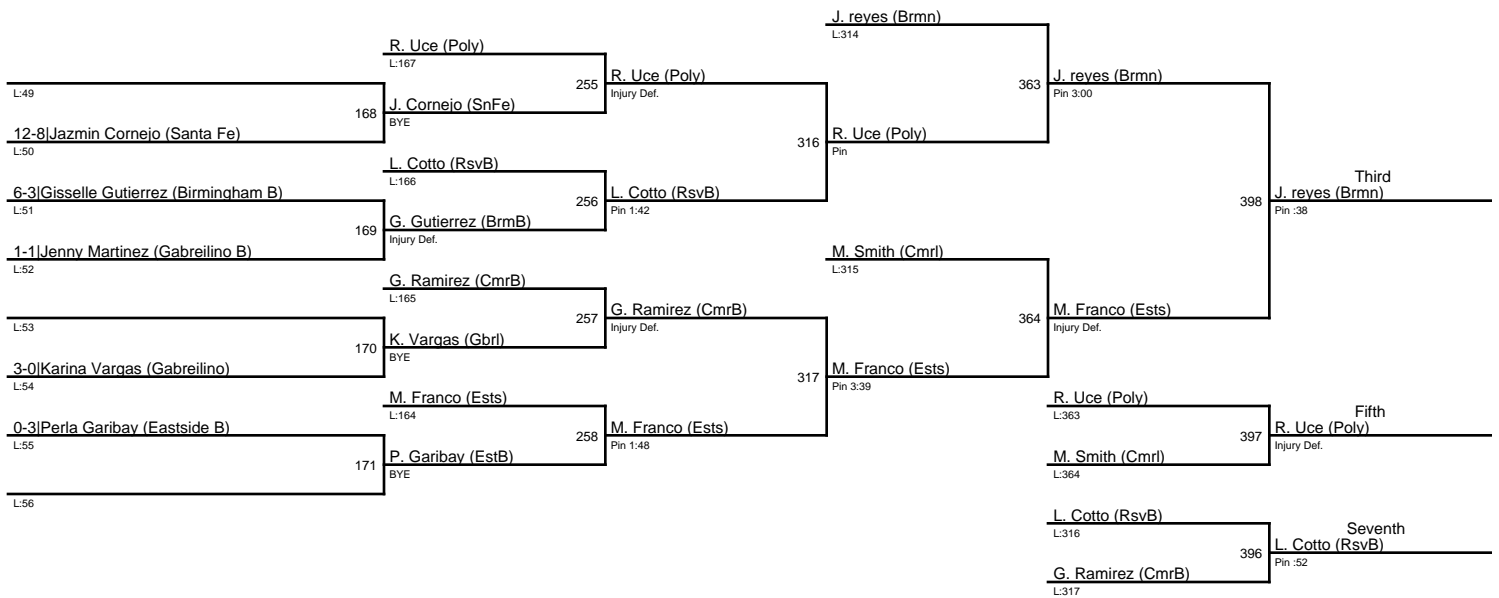 L:49
12-8|Jazmin Cornejo (Santa Fe)
L:50
6-3|Gisselle Gutierrez (Birmingham B)
L:51
1-1|Jenny Martinez (Gabreilino B)
L:52
L:53
3-0|Karina Vargas (Gabreilino)
L:54
0-3|Perla Garibay (Eastside B)
L:55
L:56
168
169
170
171
R. Uce (Poly)
L:167
J. Cornejo (SnFe)
BYE
L. Cotto (RsvB)
L:166
G. Gutierrez (BrmB)
Injury Def.
G. Ramirez (CmrB)
L:165
K. Vargas (Gbrl)
BYE
M. Franco (Ests)
L:164
P. Garibay (EstB)
BYE
255
256
257
258
R. Uce (Poly)
Injury Def.
L. Cotto (RsvB)
Pin 1:42
G. Ramirez (CmrB)
Injury Def.
M. Franco (Ests)
Pin 1:48
316
317
J. reyes (Brmn)
L:314
R. Uce (Poly)
Pin
M. Smith (Cmrl)
L:315
M. Franco (Ests)
Pin 3:39
363
364
J. reyes (Brmn)
Pin 3:00
M. Franco (Ests)
Injury Def.
398
Third
J. reyes (Brmn)
Pin :38
R. Uce (Poly)
L:363
M. Smith (Cmrl)
L:364
397
Fifth
R. Uce (Poly)
Injury Def.
L. Cotto (RsvB)
L:316
G. Ramirez (CmrB)
L:317
396
Seventh
L. Cotto (RsvB)
Pin :52